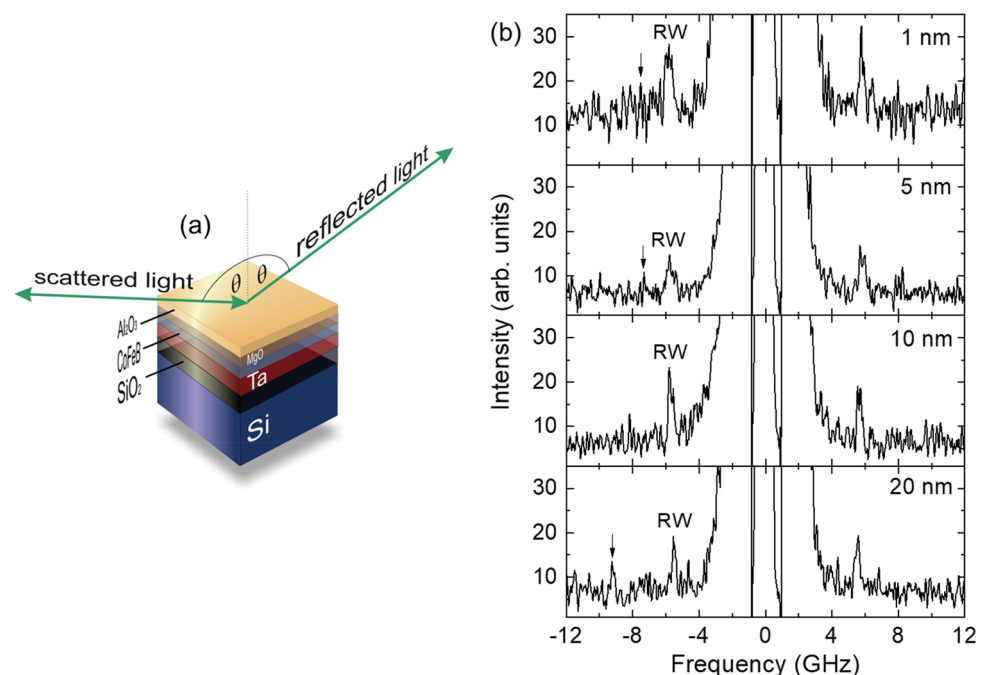 (a)
reflected light
scattered light
θ θ
Al₂O₃
CoFeB
SiO₂
MgO
Ta
Si
(b)
Intensity (arb. units)
30
20
10
RW
1 nm
30
20
10
RW
5 nm
30
20
10
RW
10 nm
30
20
10
RW
20 nm
-12 -8 -4 0 4 8 12
Frequency (GHz)